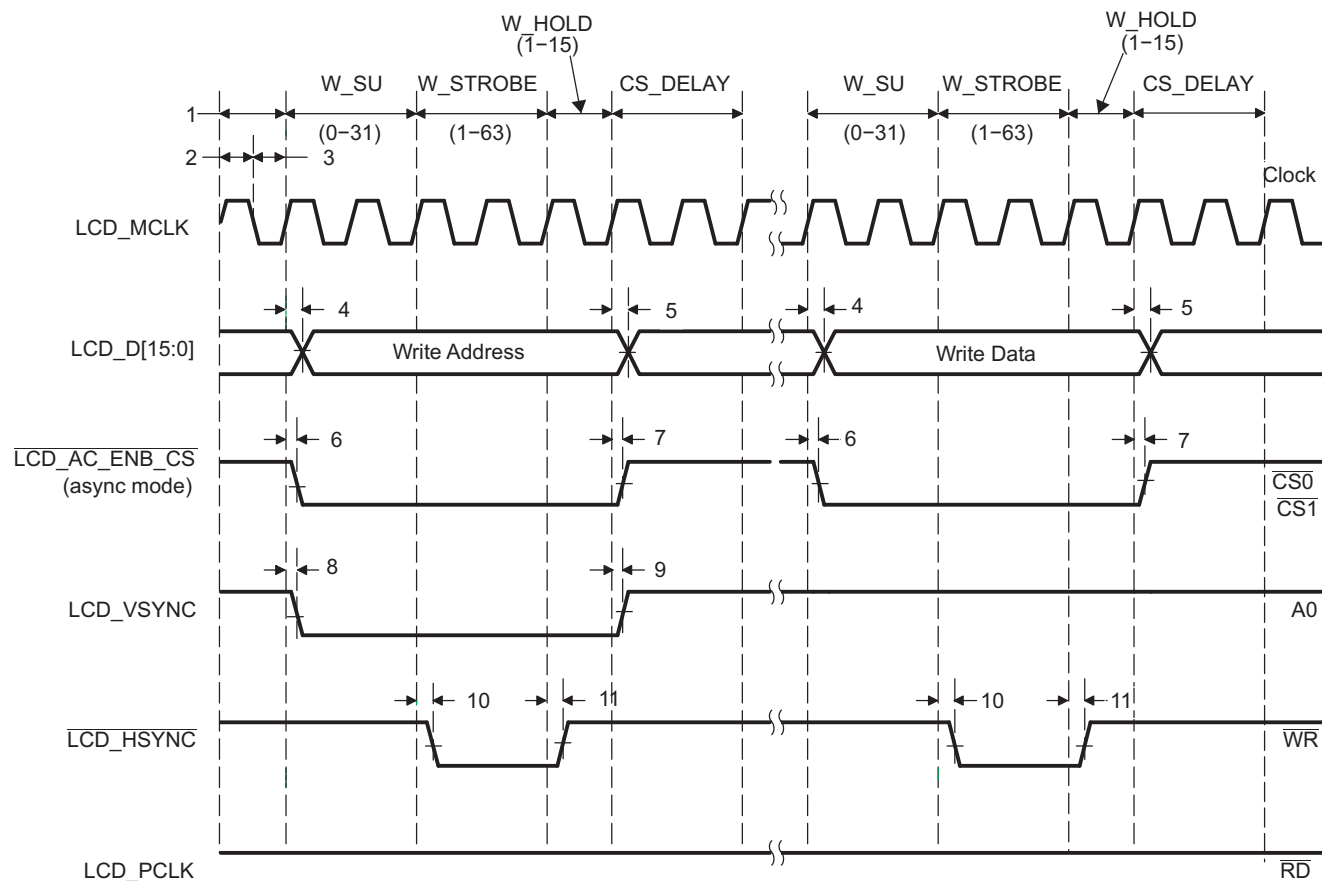 W_HOLD W_HOLD
(1−15) (1−15)
W_SU W_STROBE CS_DELAY W_SU W_STROBE CS_DELAY
1
(0−31) (1−63) (0−31) (1−63)
2 3
Clock
LCD_MCLK
4 5 4 5
LCD_D[15:0] Write Address Write Data
6 7 6 7
LCD_AC_ENB_CS
(async mode)
CS0
CS1
8 9
LCD_VSYNC A0
10 11 10 11
LCD_HSYNC WR
LCD_PCLK RD